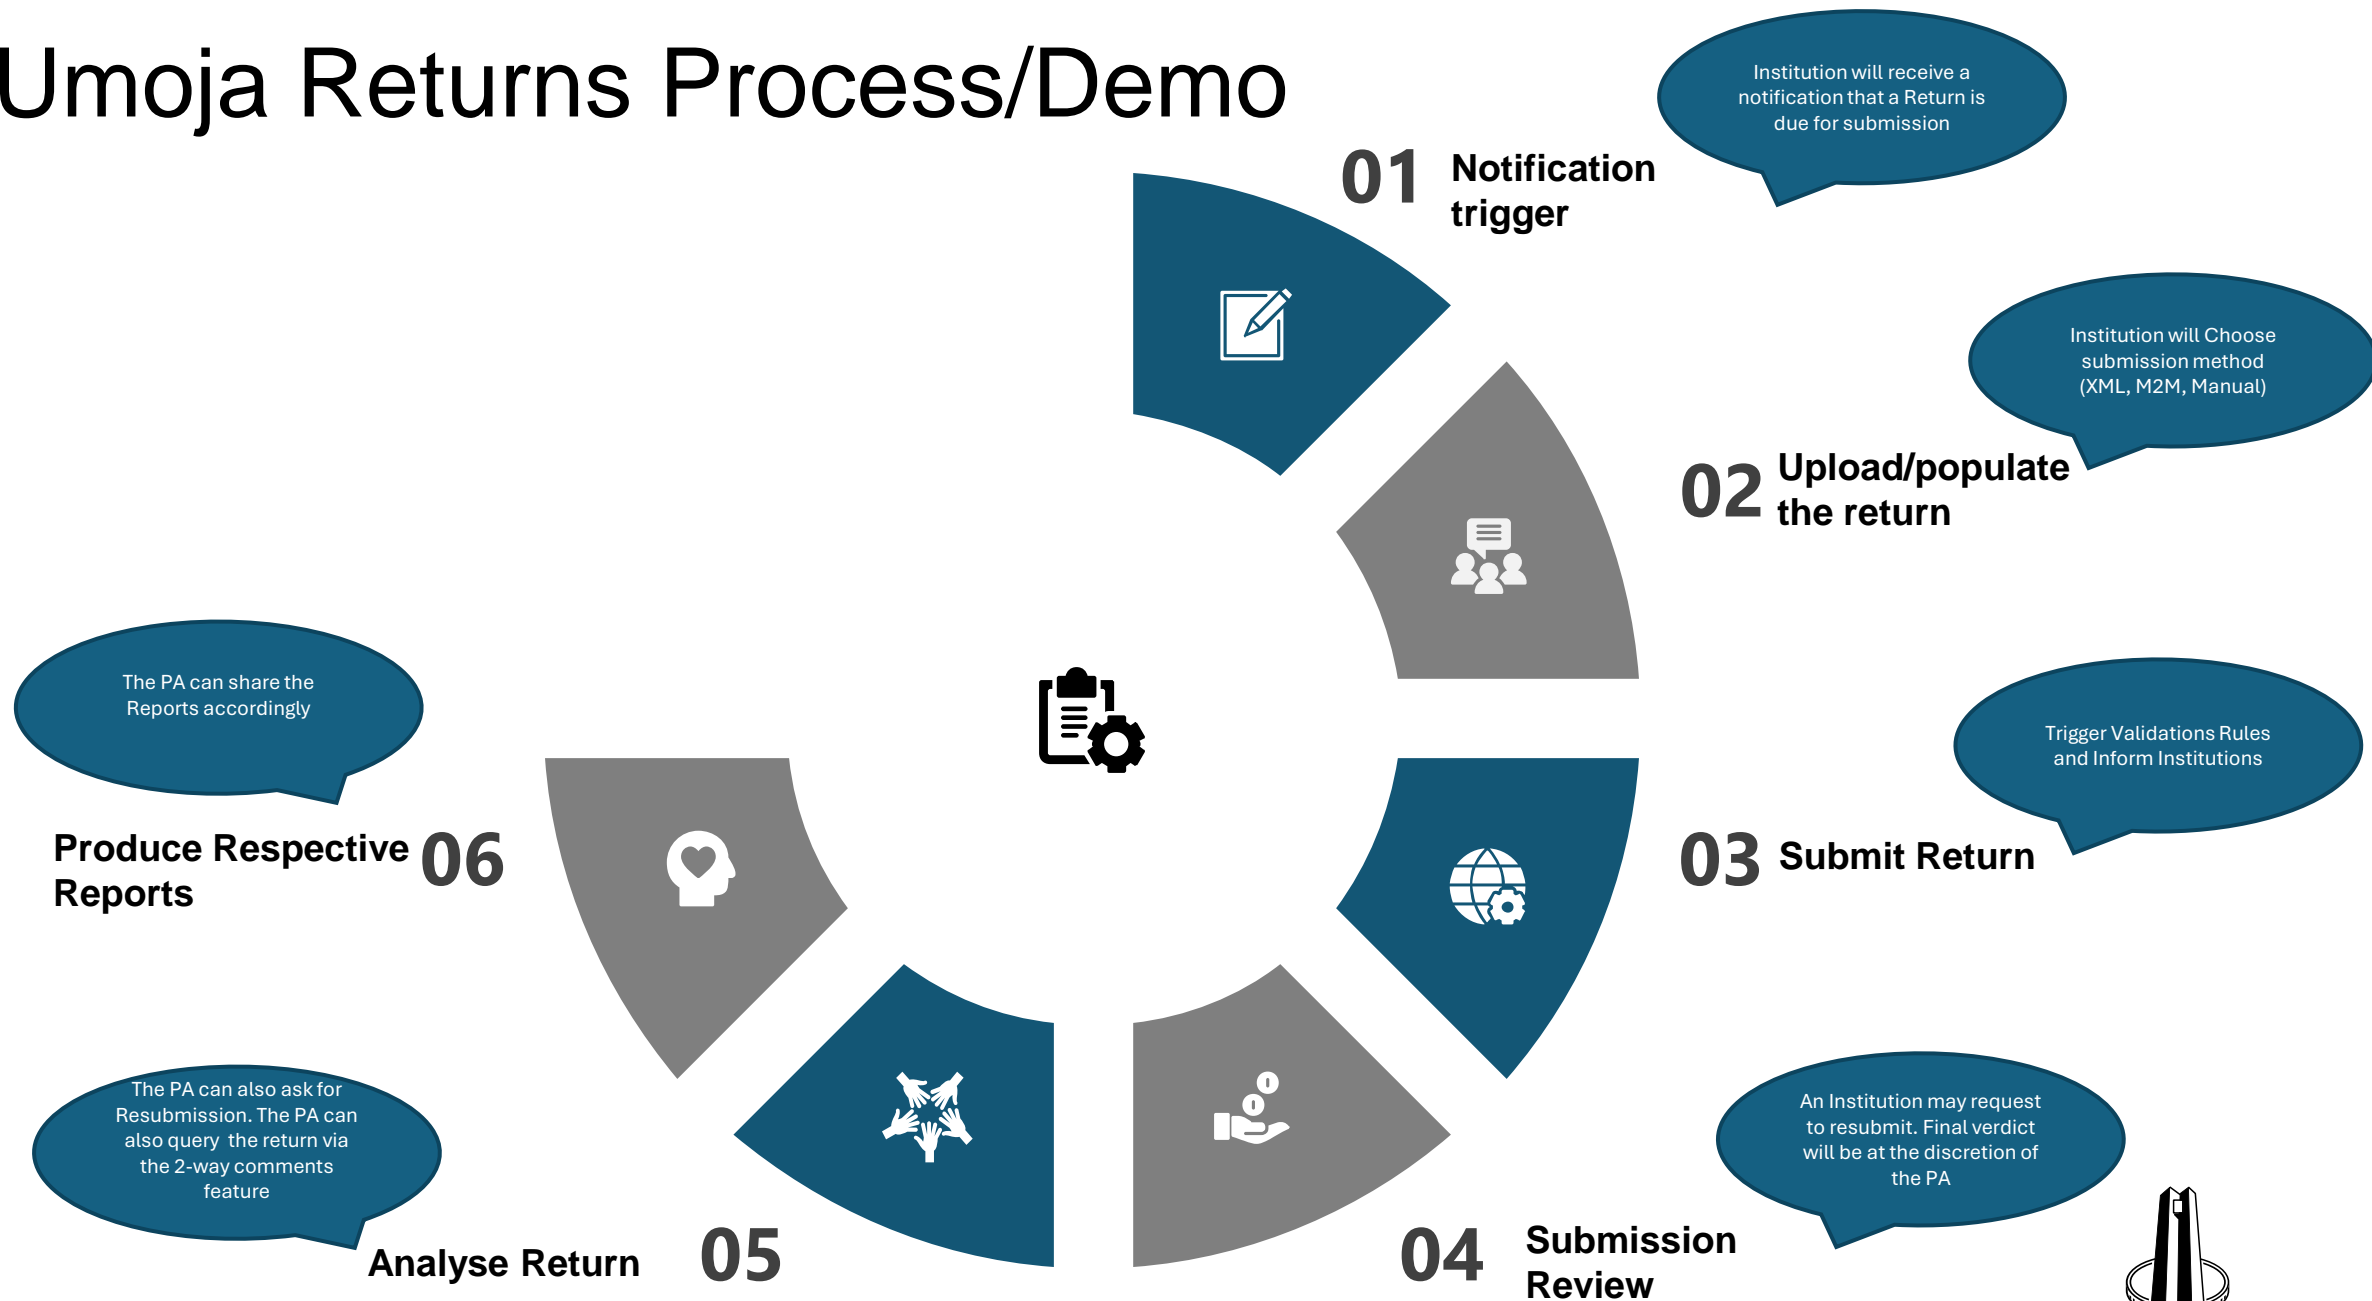 Umoja Returns Process/Demo
Institution will receive a
notification that a Return is
due for submission
01
Notification
trigger
Institution will Choose
submission method
(XML, M2M, Manual)
02
Upload/populate
the return
Trigger Validations Rules
and Inform Institutions
03
Submit Return
An Institution may request
to resubmit. Final verdict
will be at the discretion of
the PA
04
Submission
Review
The PA can also ask for
Resubmission. The PA can
also query  the return via
the 2-way comments
feature
Analyse Return
05
The PA can share the
Reports accordingly
Produce Respective
Reports
06